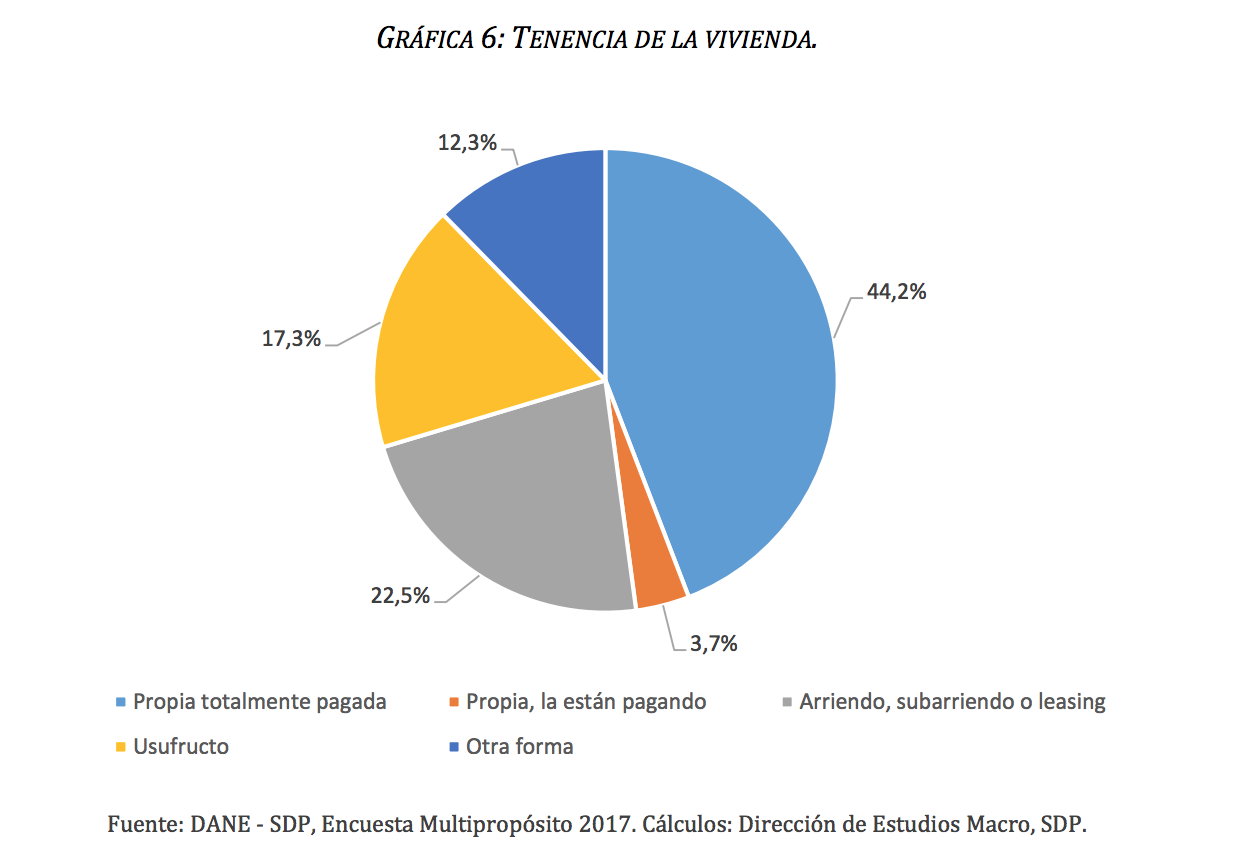 GRÁFICA 6: TENENCIA DE LA VIVIENDA.
12,3%
44,2%
17,3%
22,5%
3,7%
Propia totalmente pagada
Propia, la están pagando
Arriendo, subarriendo o leasing
Usufructo
Otra forma
Fuente: DANE - SDP, Encuesta Multipropósito 2017. Cálculos: Dirección de Estudios Macro, SDP.